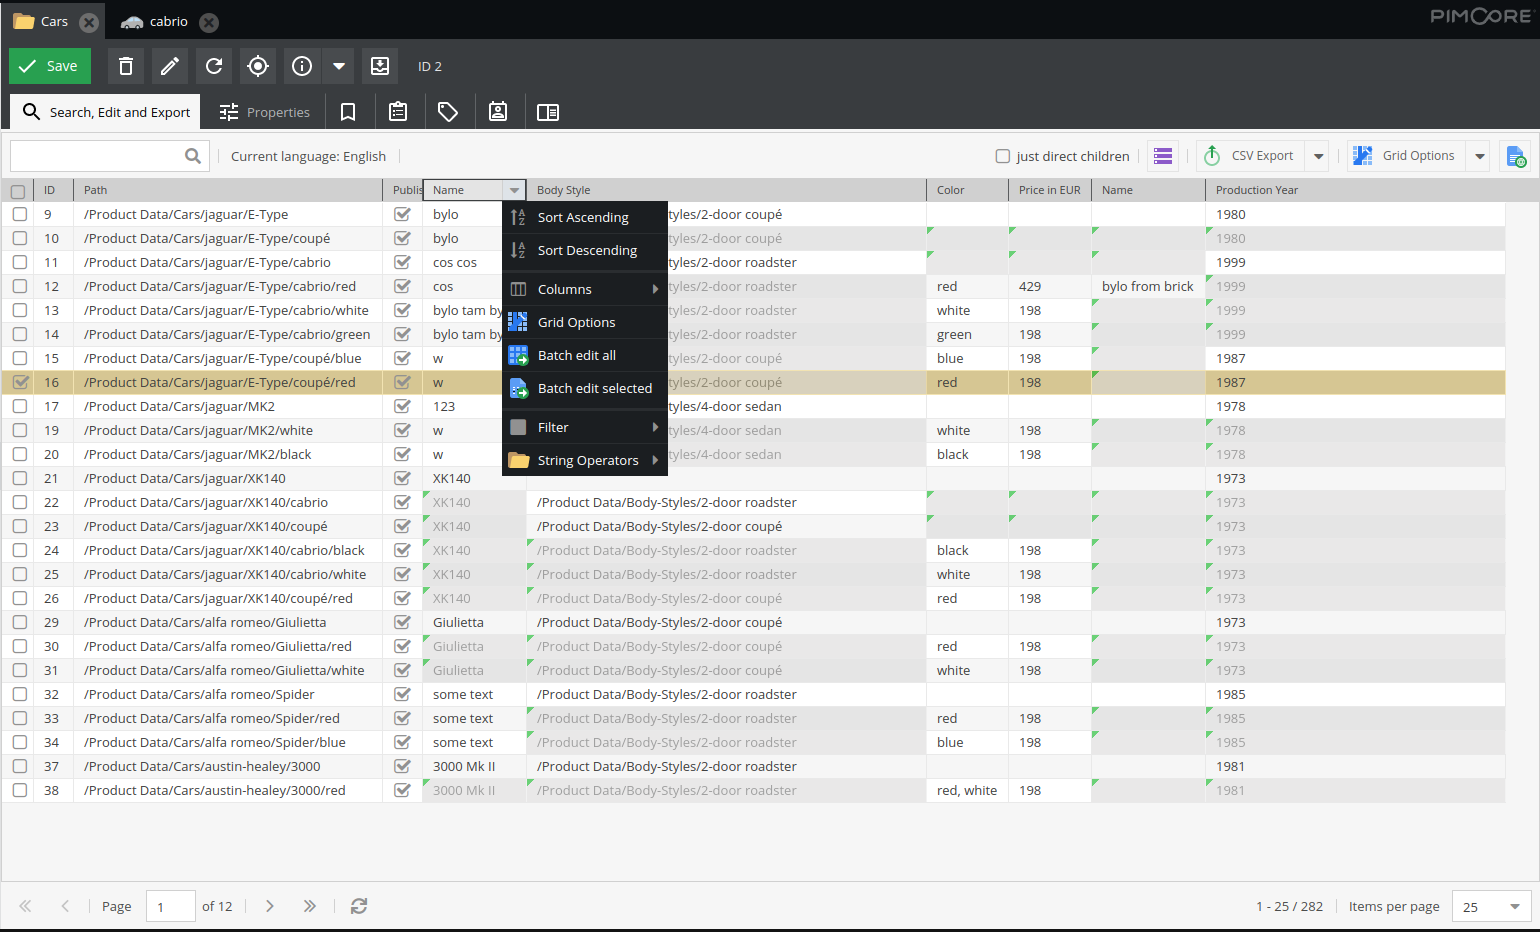 Cars cabrio PIMCORE
Save ID 2
Search, Edit and Export Properties
Current language: English just direct children CSV Export Grid Options
ID Path Publis Name Body Style Color Price in EUR Name Production Year
9 /Product Data/Cars/jaguar/E-Type bylo tyles/2-door coupé 1980
10 /Product Data/Cars/jaguar/E-Type/coupé bylo tyles/2-door coupé 1980
11 /Product Data/Cars/jaguar/E-Type/cabrio cos cos tyles/2-door roadster 1999
12 /Product Data/Cars/jaguar/E-Type/cabrio/red cos tyles/2-door roadster red 429 bylo from brick 1999
13 /Product Data/Cars/jaguar/E-Type/cabrio/white bylo tam by tyles/2-door roadster white 198 1999
14 /Product Data/Cars/jaguar/E-Type/cabrio/green bylo tam by tyles/2-door roadster green 198 1999
15 /Product Data/Cars/jaguar/E-Type/coupé/blue w tyles/2-door coupé blue 198 1987
16 /Product Data/Cars/jaguar/E-Type/coupé/red w tyles/2-door coupé red 198 1987
17 /Product Data/Cars/jaguar/MK2 123 tyles/4-door sedan 1978
19 /Product Data/Cars/jaguar/MK2/white w tyles/4-door sedan white 198 1978
20 /Product Data/Cars/jaguar/MK2/black w tyles/4-door sedan black 198 1978
21 /Product Data/Cars/jaguar/XK140 XK140 1973
22 /Product Data/Cars/jaguar/XK140/cabrio XK140 /Product Data/Body-Styles/2-door roadster 1973
23 /Product Data/Cars/jaguar/XK140/coupé XK140 /Product Data/Body-Styles/2-door coupé 1973
24 /Product Data/Cars/jaguar/XK140/cabrio/black XK140 /Product Data/Body-Styles/2-door roadster black 198 1973
25 /Product Data/Cars/jaguar/XK140/cabrio/white XK140 /Product Data/Body-Styles/2-door roadster white 198 1973
26 /Product Data/Cars/jaguar/XK140/coupé/red XK140 /Product Data/Body-Styles/2-door coupé red 198 1973
29 /Product Data/Cars/alfa romeo/Giulietta Giulietta /Product Data/Body-Styles/2-door coupé 1973
30 /Product Data/Cars/alfa romeo/Giulietta/red Giulietta /Product Data/Body-Styles/2-door coupé red 198 1973
31 /Product Data/Cars/alfa romeo/Giulietta/white Giulietta /Product Data/Body-Styles/2-door coupé white 198 1973
32 /Product Data/Cars/alfa romeo/Spider some text /Product Data/Body-Styles/2-door roadster 1985
33 /Product Data/Cars/alfa romeo/Spider/red some text /Product Data/Body-Styles/2-door roadster red 198 1985
34 /Product Data/Cars/alfa romeo/Spider/blue some text /Product Data/Body-Styles/2-door roadster blue 198 1985
37 /Product Data/Cars/austin-healey/3000 3000 Mk II /Product Data/Body-Styles/2-door roadster 1981
38 /Product Data/Cars/austin-healey/3000/red 3000 Mk II /Product Data/Body-Styles/2-door roadster red, white 198 1981
Sort Ascending
Sort Descending
Columns
Grid Options
Batch edit all
Batch edit selected
Filter
String Operators
Page 1 of 12 1 - 25 / 282 Items per page 25